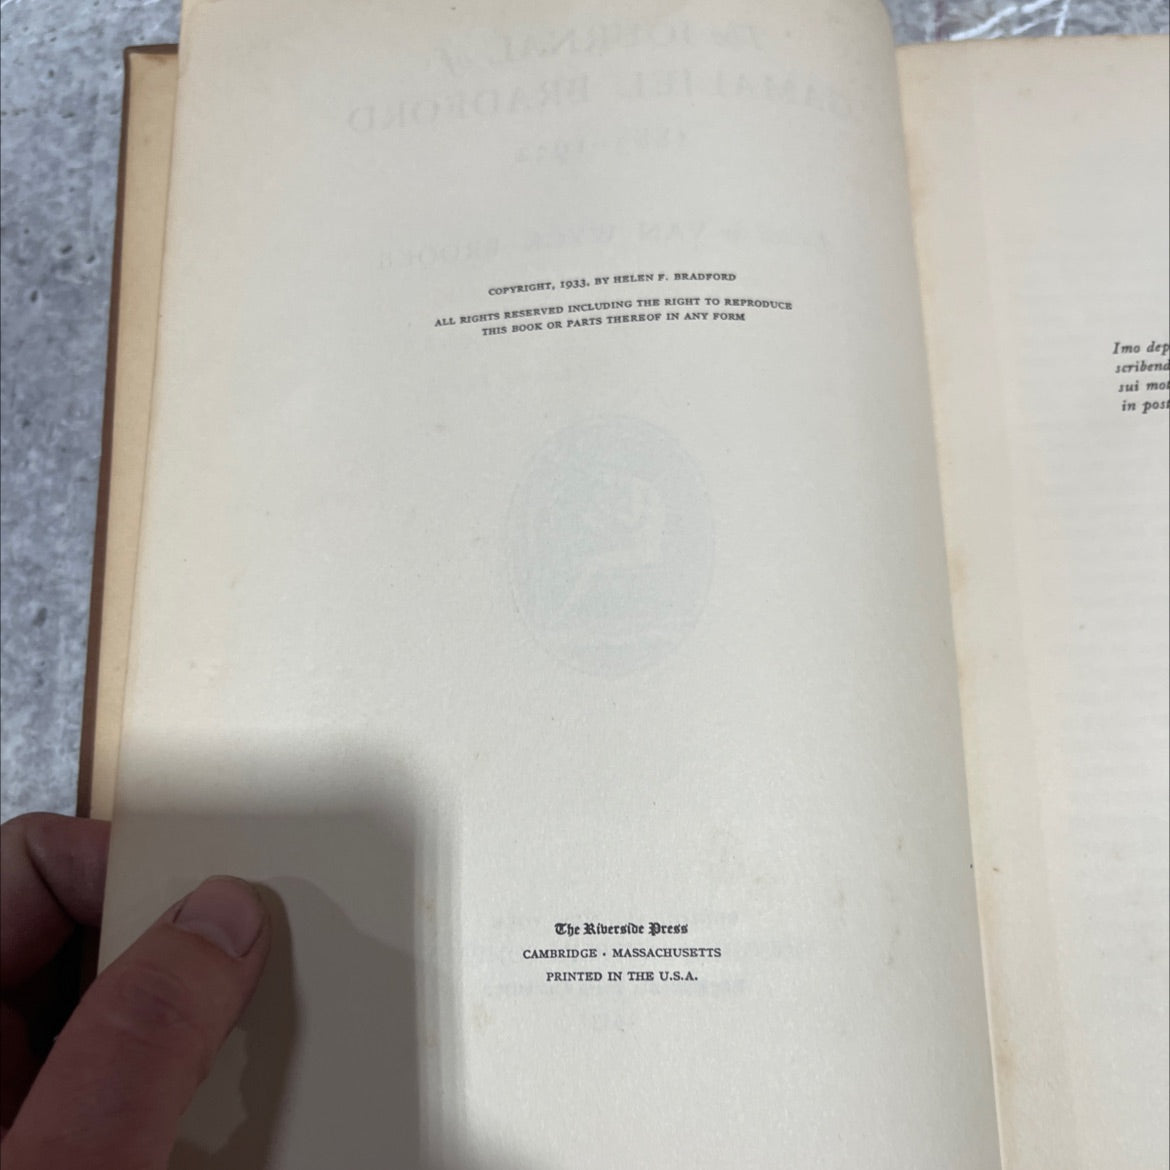 COPYRIGHT, 1933, BY HELEN F. BRADFORD
ALL RIGHTS RESERVED INCLUDING THE RIGHT TO REPRODUCE
THIS BOOK OR PARTS THEREOF IN ANY FORM
The Riverside Press
CAMBRIDGE · MASSACHUSETTS
PRINTED IN THE U.S.A.
Imo dep
scribend
sui mot
in post